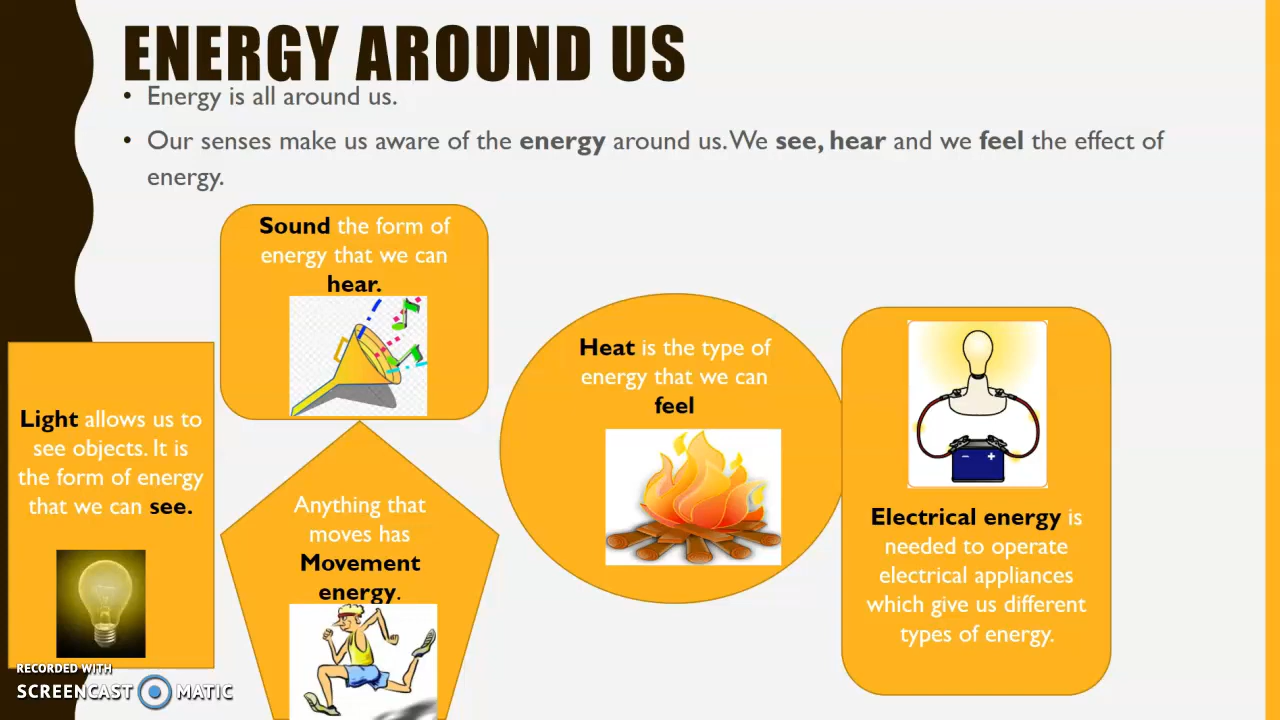 ENERGY AROUND US
• Energy is all around us.
• Our senses make us aware of the energy around us. We see, hear and we feel the effect of
energy.
Sound the form of
energy that we can
hear.
Light allows us to
see objects. It is
the form of energy
that we can see.
Anything that
moves has
Movement
energy.
Heat is the type of
energy that we can
feel
- +
Electrical energy is
needed to operate
electrical appliances
which give us different
types of energy.
RECORDED WITH
SCREENCAST MATIC